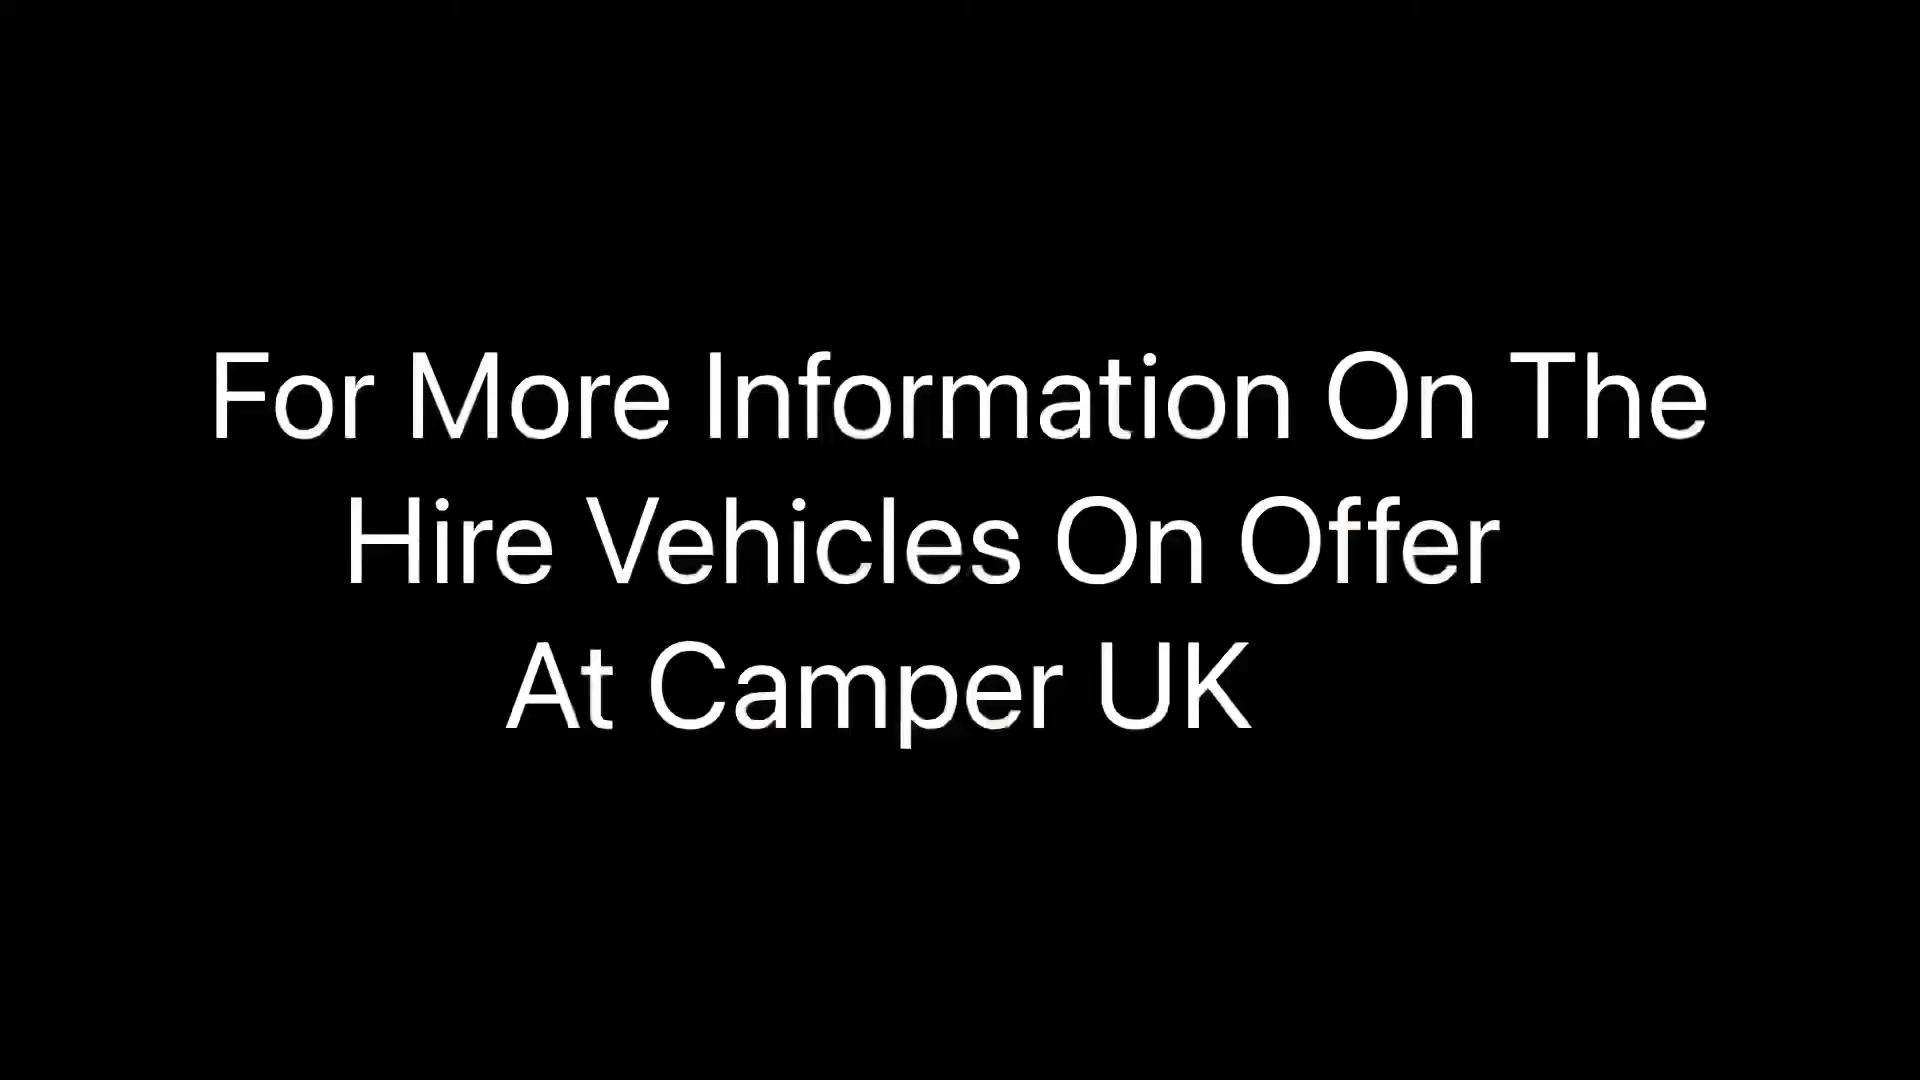 For More Information On The
Hire Vehicles On Offer
At Camper UK